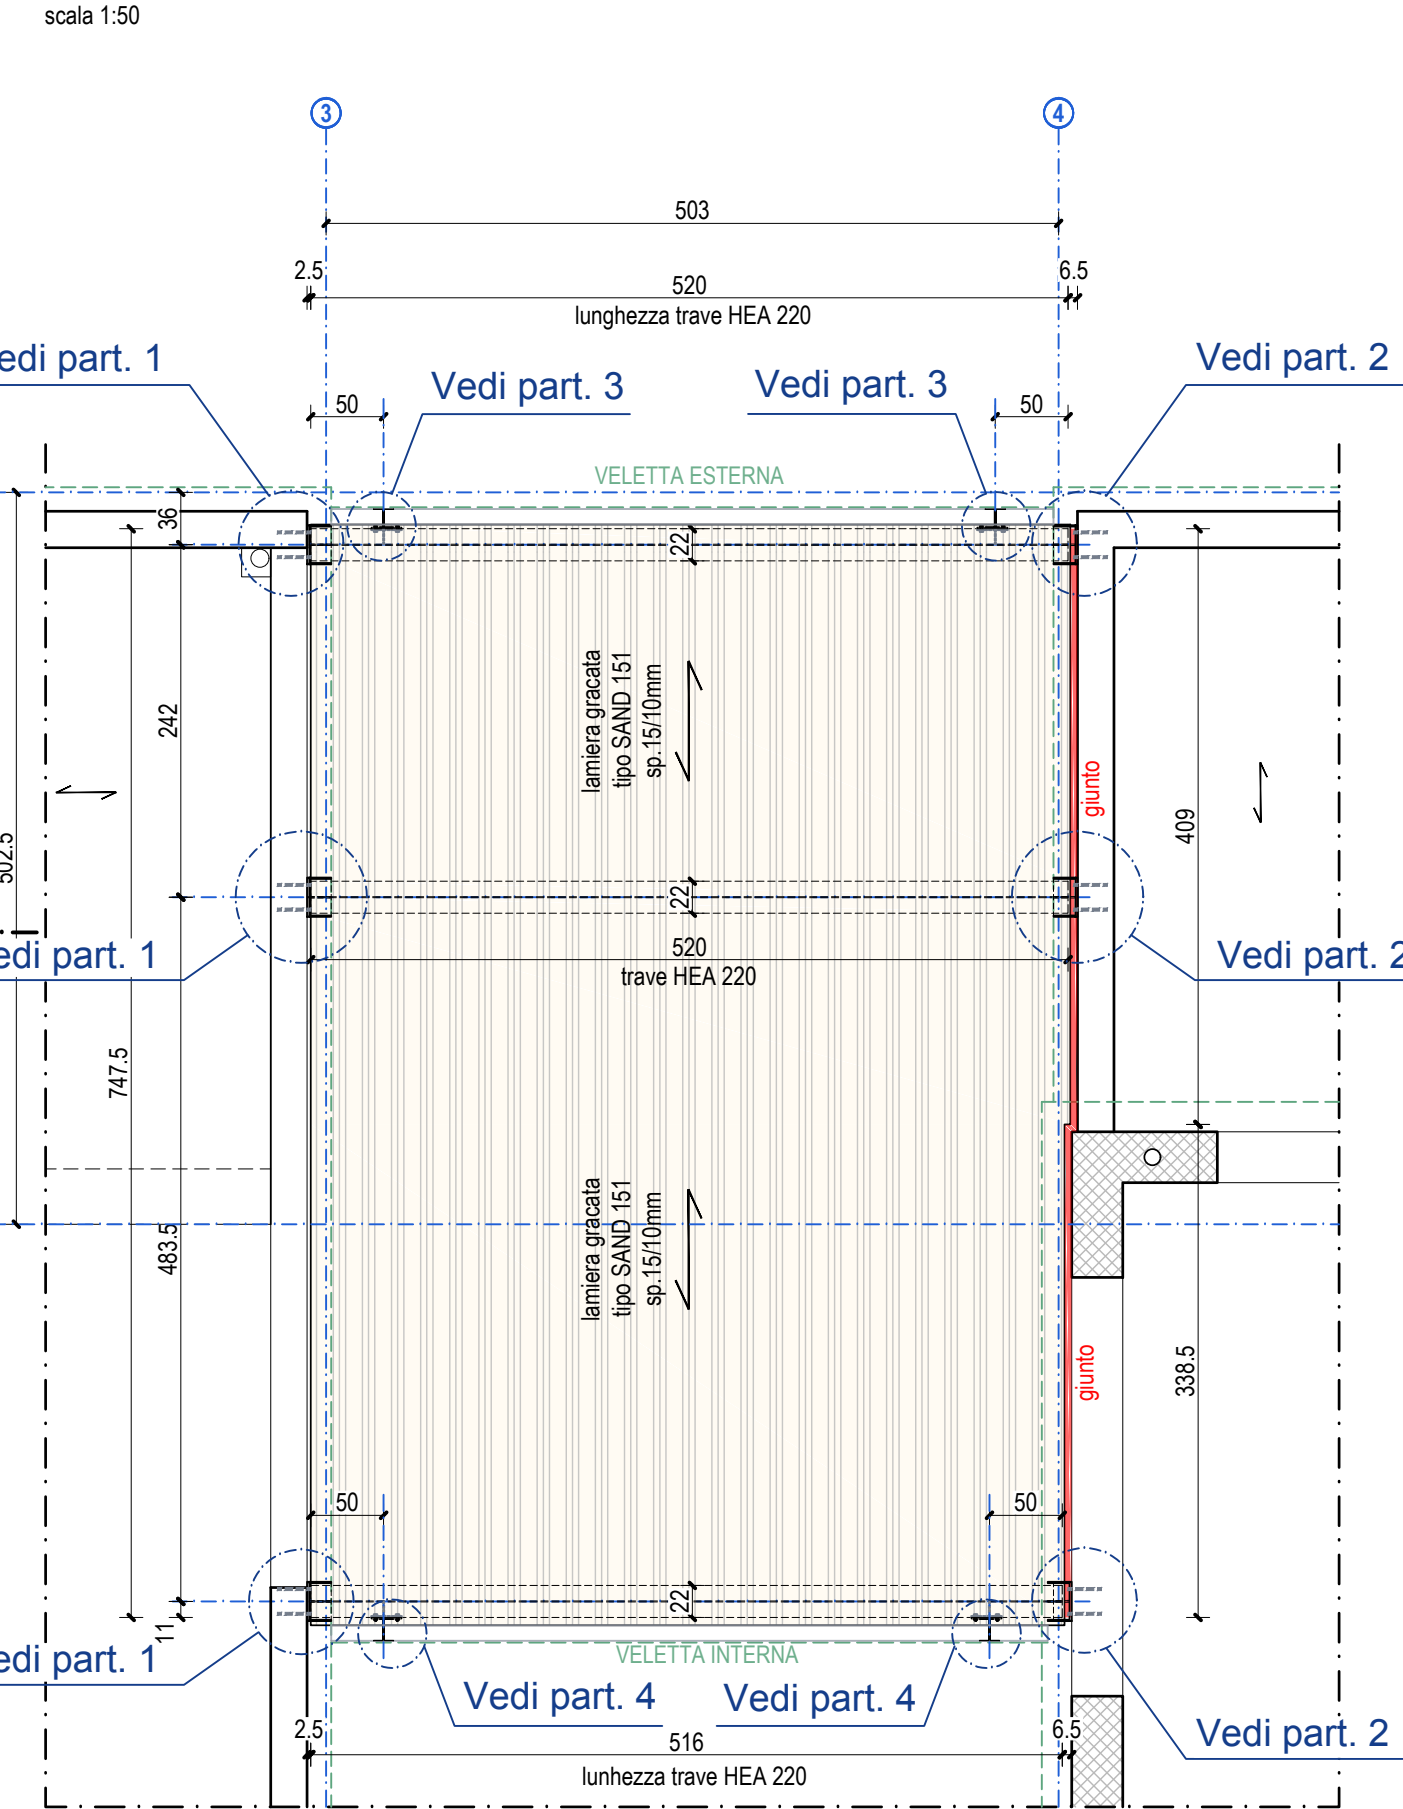 scala 1:50
3
4
503
2.5
520
6.5
lunghezza trave HEA 220
edi part. 1
Vedi part. 3
Vedi part. 3
Vedi part. 2
50
50
VELETTA ESTERNA
36
22
242
lamiera gracata
tipo SAND 151
sp.15/10mm
giunto
409
502.5
22
edi part. 1
520
trave HEA 220
Vedi part. 2
747.5
483.5
lamiera gracata
tipo SAND 151
sp.15/10mm
giunto
338.5
50
50
22
11
edi part. 1
VELETTA INTERNA
Vedi part. 4
Vedi part. 4
Vedi part. 2
2.5
516
6.5
lunhezza trave HEA 220